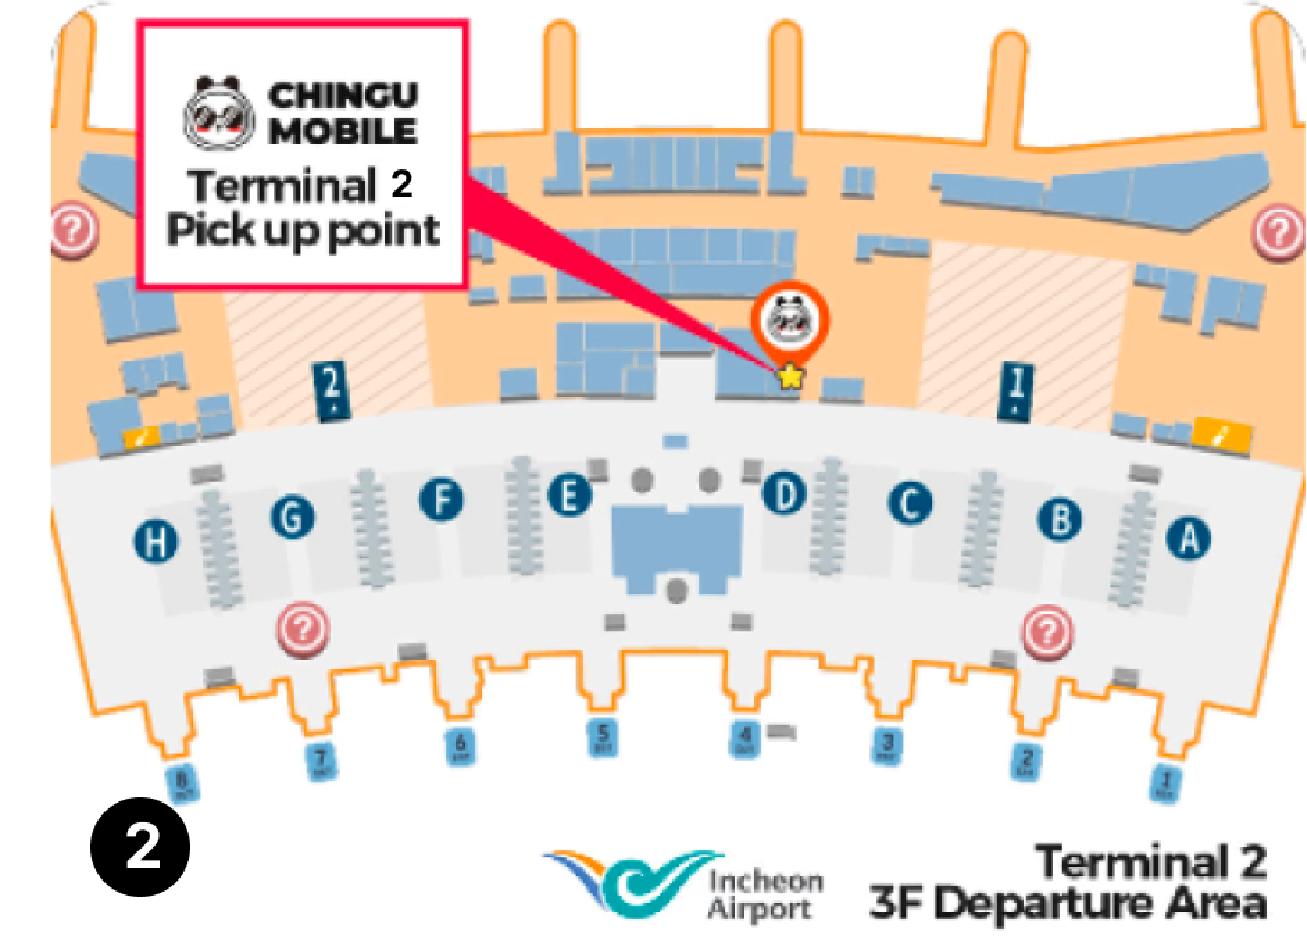 CHINGU
MOBILE
Terminal 2
Pick up point
?
?
2
1
H
G
F
E
D
C
B
A
?
?
8
7
6
5
4
3
2
1
2
Incheon
Airport
Terminal 2
3F Departure Area